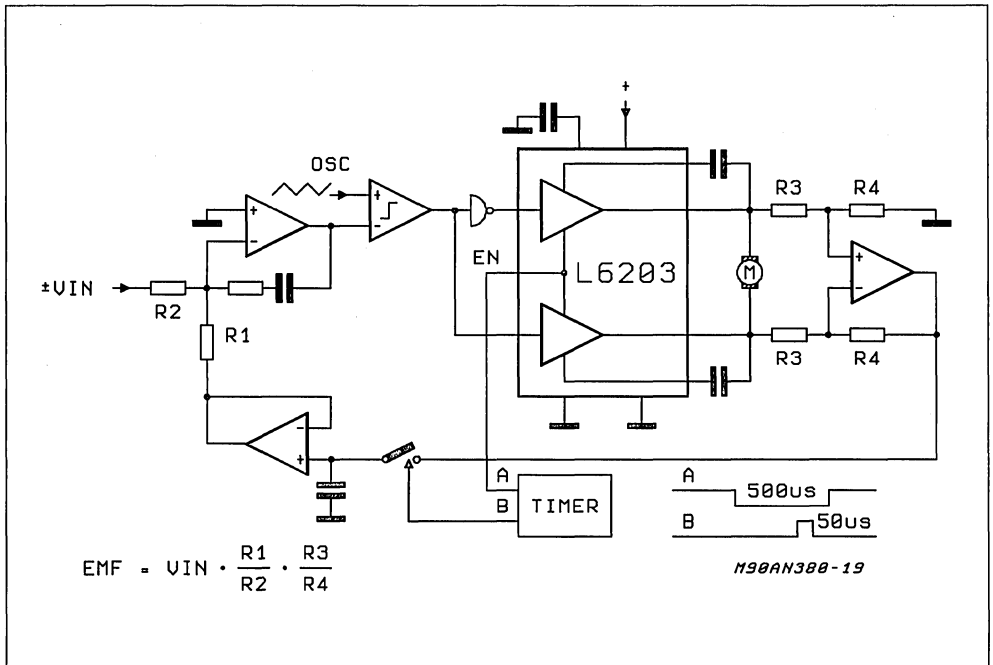 +
OSC
R3 R4
+
-
+
-
EN
L6203
M
+
-
±VIN
R2
R3 R4
R1
-
+
A
B
TIMER
A 500us
B 50us
EMF = VIN · R1/R2 · R3/R4
M90AN380-19